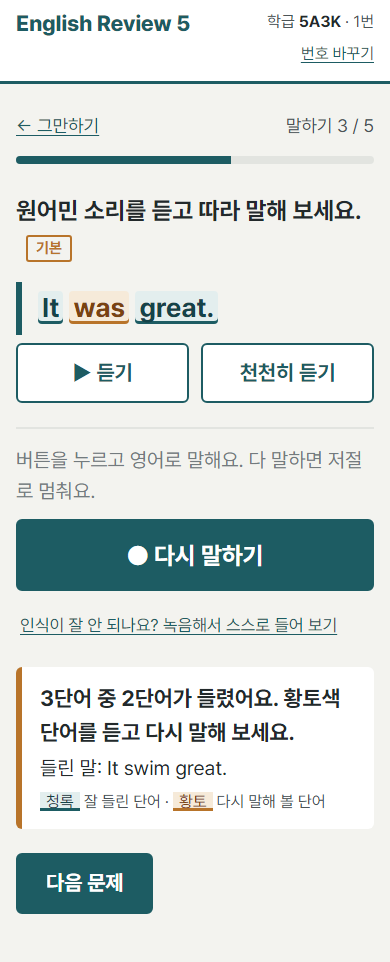 English Review 5
학급 5A3K · 1번
번호 바꾸기
← 그만하기
말하기 3 / 5
원어민 소리를 듣고 따라 말해 보세요.
기본
It was great.
▶ 듣기
천천히 듣기
버튼을 누르고 영어로 말해요. 다 말하면 저절
로 멈춰요.
● 다시 말하기
인식이 잘 안 되나요? 녹음해서 스스로 들어 보기
3단어 중 2단어가 들렸어요. 황토색
단어를 듣고 다시 말해 보세요.
들린 말: It swim great.
청록 잘 들린 단어 · 황토 다시 말해 볼 단어
다음 문제